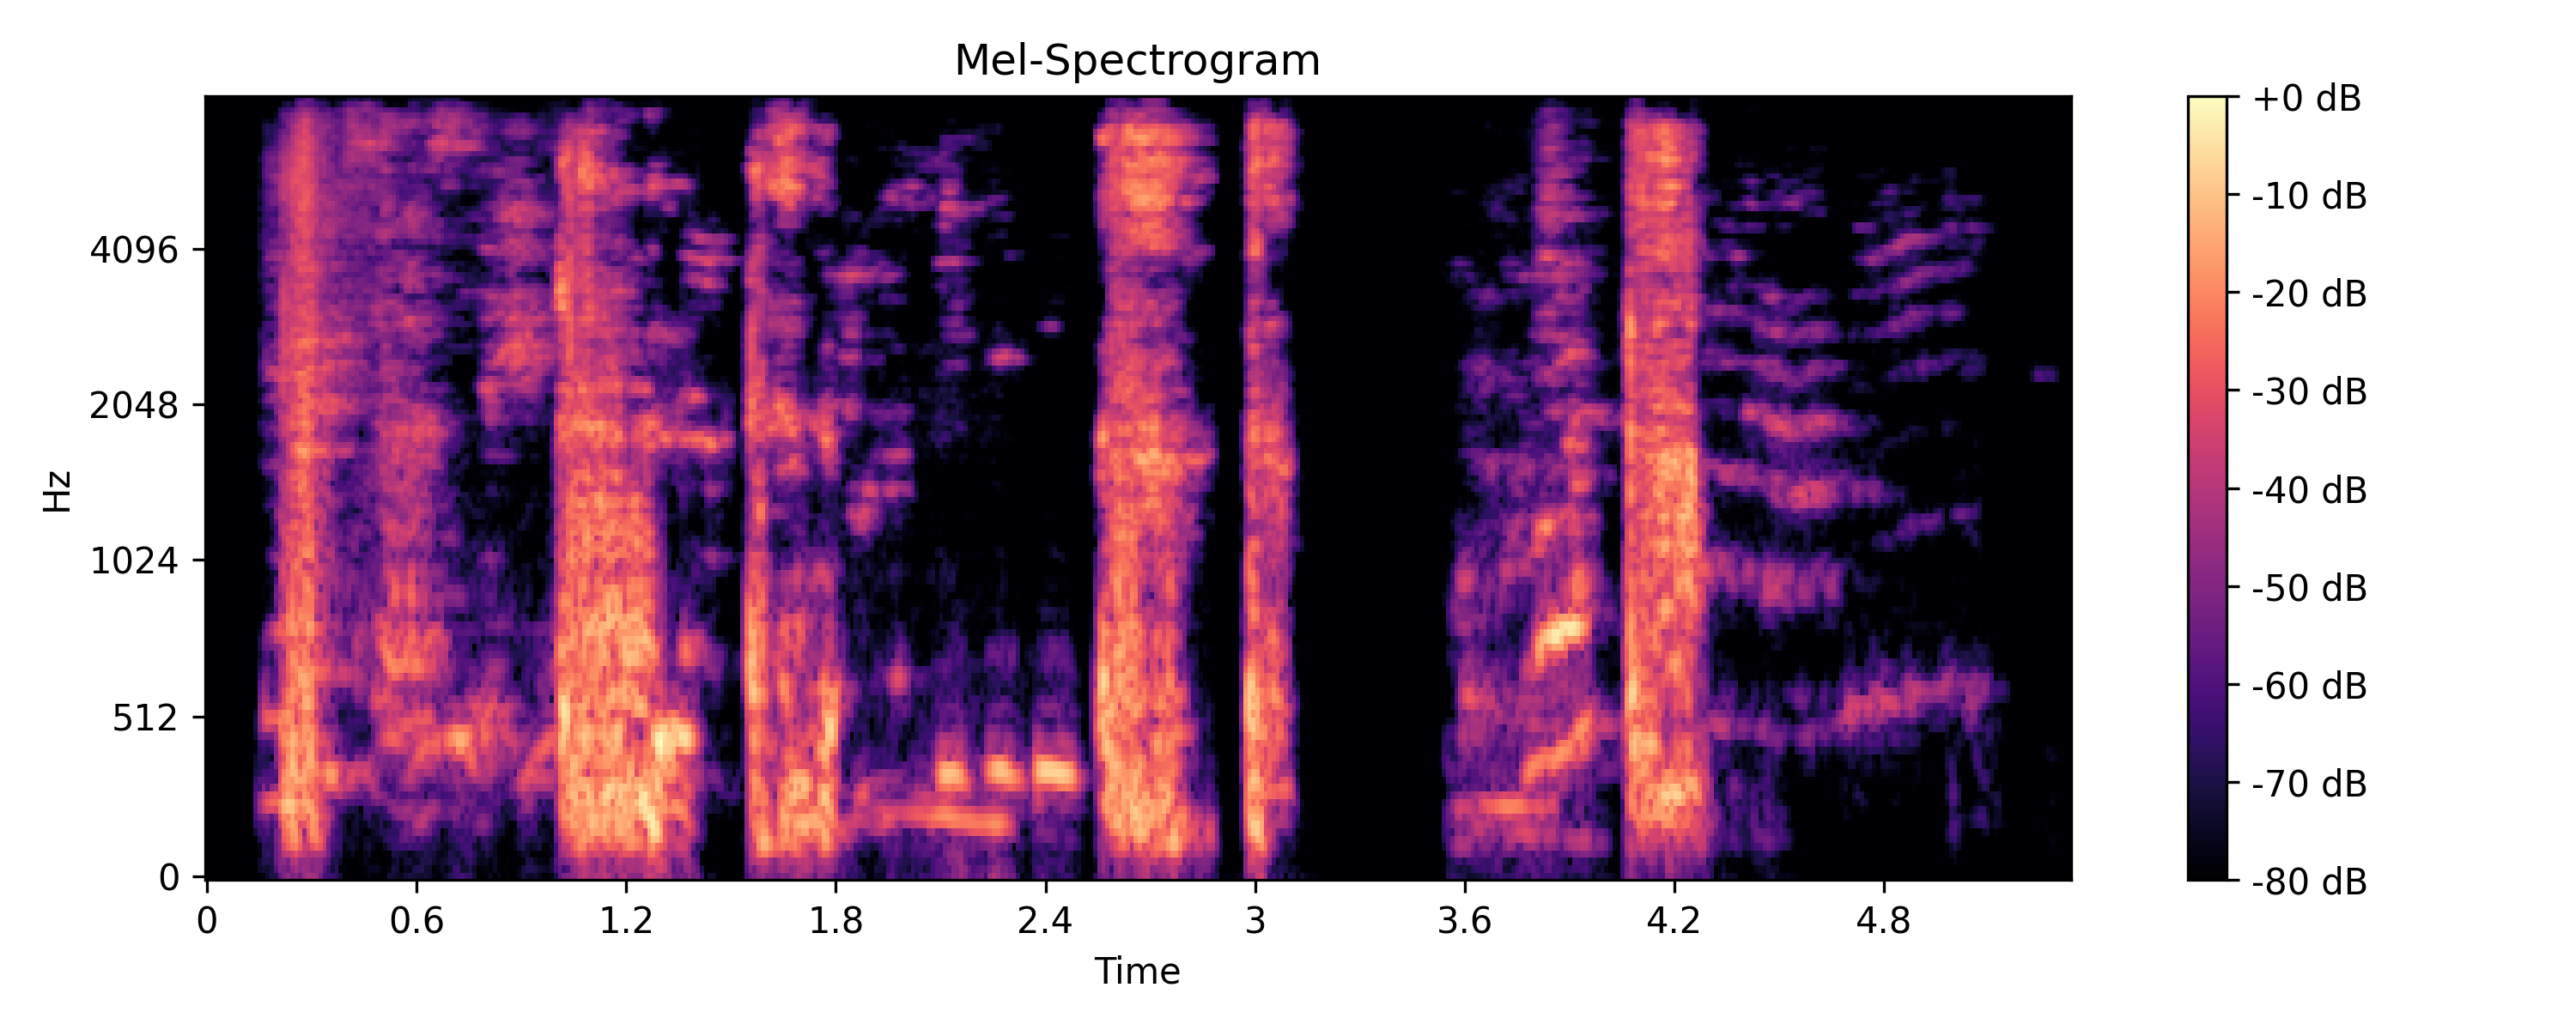 Mel-Spectrogram
+0 dB
-10 dB
-20 dB
-30 dB
-40 dB
-50 dB
-60 dB
-70 dB
-80 dB
Hz
4096
2048
1024
512
0
0 0.6 1.2 1.8 2.4 3 3.6 4.2 4.8
Time